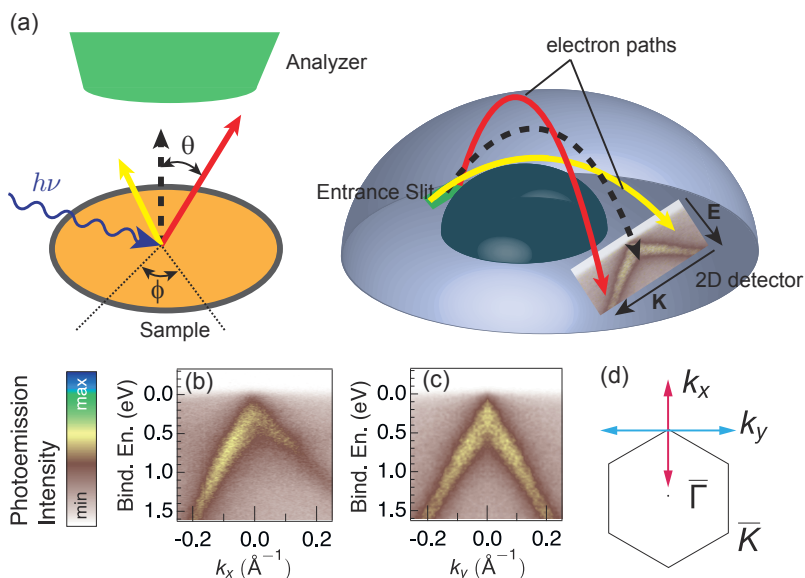 (a)
Analyzer
electron paths
θ
hν
Entrance Slit
E
ϕ
2D detector
K
Sample
(b)
(c)
(d)
Photoemission
Intensity
max
min
Bind. En. (eV)
0.0
0.5
1.0
1.5
-0.2 0.0 0.2
kx (Å-1)
Bind. En. (eV)
0.0
0.5
1.0
1.5
-0.2 0.0 0.2
ky (Å-1)
kx
ky
Γ̅
K̅